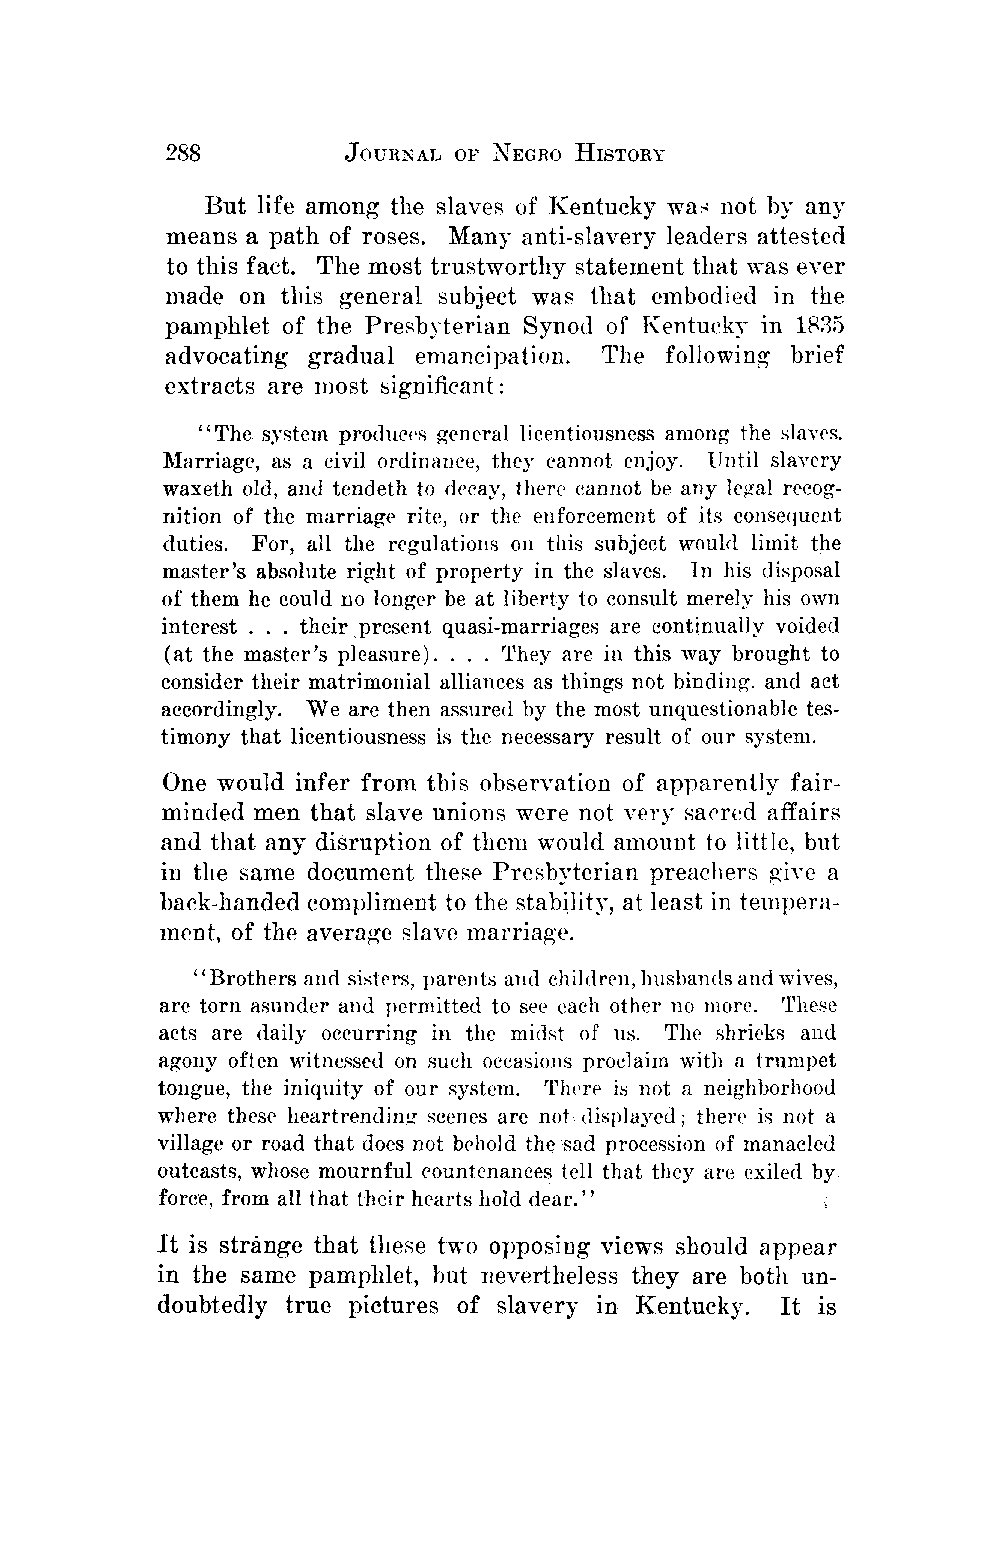 288 JOURNAL OF NEGRO HISTORY
But life among the slaves of Kentucky was not by any
means a path of roses. Many anti-slavery leaders attested
to this fact. The most trustworthy statement that was ever
made on this general subject was that embodied in the
pamphlet of the Presbyterian Synod of Kentucky in 1835
advocating gradual emancipation. The following brief
extracts are most significant:
"The system produces general licentiousness among the slaves.
Marriage, as a civil ordinance, they cannot enjoy. Until slavery
waxeth old, and tendeth to decay, there cannot be any legal recog-
nition of the marriage rite, or the enforcement of its consequent
duties. For, all the regulations on this subject would limit the
master's absolute right of property in the slaves. In his disposal
of them he could no longer be at liberty to consult merely his own
interest . . . their present quasi-marriages are continually voided
(at the master's pleasure). . . . They are in this way brought to
consider their matrimonial alliances as things not binding. and act
accordingly. We are then assured by the most unquestionable tes-
timony that licentiousness is the necessary result of our system.
One would infer from this observation of apparently fair-
minded men that slave unions were not very sacred affairs
and that any disruption of them would amount to little, but
in the same document these Presbyterian preachers give a
back-handed compliment to the stability, at least in tempera-
ment, of the average slave marriage.
"Brothers and sisters, parents and children, husbands and wives,
are torn asunder and permitted to see each other no more. These
acts are daily occurring in the midst of us. The shrieks and
agony often witnessed on such occasions proclaim with a trumpet
tongue, the iniquity of our system. There is not a neighborhood
where these heartrending scenes are not displayed; there is not a
village or road that does not behold the sad procession of manacled
outcasts, whose mournful countenances tell that they are exiled by
force, from all that their hearts hold dear."
It is strange that these two opposing views should appear
in the same pamphlet, but nevertheless they are both un-
doubtedly true pictures of slavery in Kentucky. It is